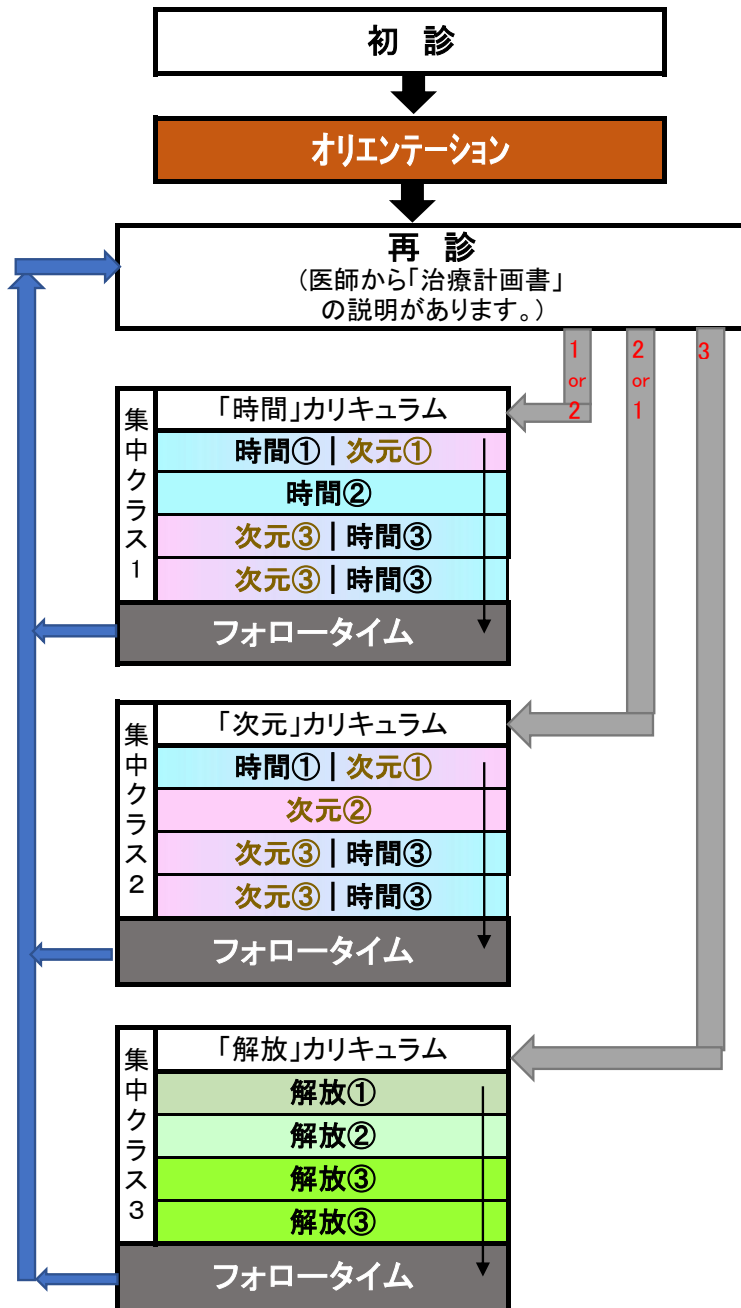 初 診
オリエンテーション
再 診
（医師から「治療計画書」
の説明があります。）
1
or
2
2
or
1
3
集中クラス1
「時間」カリキュラム
時間①｜次元①
時間②
次元③｜時間③
次元③｜時間③
フォロータイム
集中クラス2
「次元」カリキュラム
時間①｜次元①
次元②
次元③｜時間③
次元③｜時間③
フォロータイム
集中クラス3
「解放」カリキュラム
解放①
解放②
解放③
解放③
フォロータイム